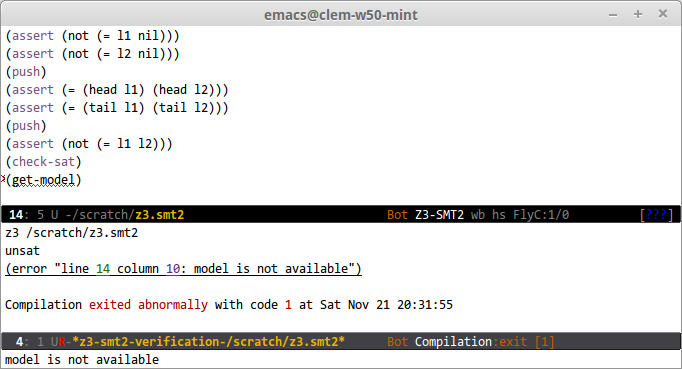 emacs@clem-w50-mint
(assert (not (= l1 nil)))
(assert (not (= l2 nil)))
(push)
(assert (= (head l1) (head l2)))
(assert (= (tail l1) (tail l2)))
(push)
(assert (not (= l1 l2)))
(check-sat)
(get-model)
14: 5 U -/scratch/z3.smt2 Bot Z3-SMT2 wb hs FlyC:1/0 [???]
z3 /scratch/z3.smt2
unsat
(error "line 14 column 10: model is not available")
Compilation exited abnormally with code 1 at Sat Nov 21 20:31:55
4: 1 UR-*z3-smt2-verification-/scratch/z3.smt2* Bot Compilation:exit [1]
model is not available